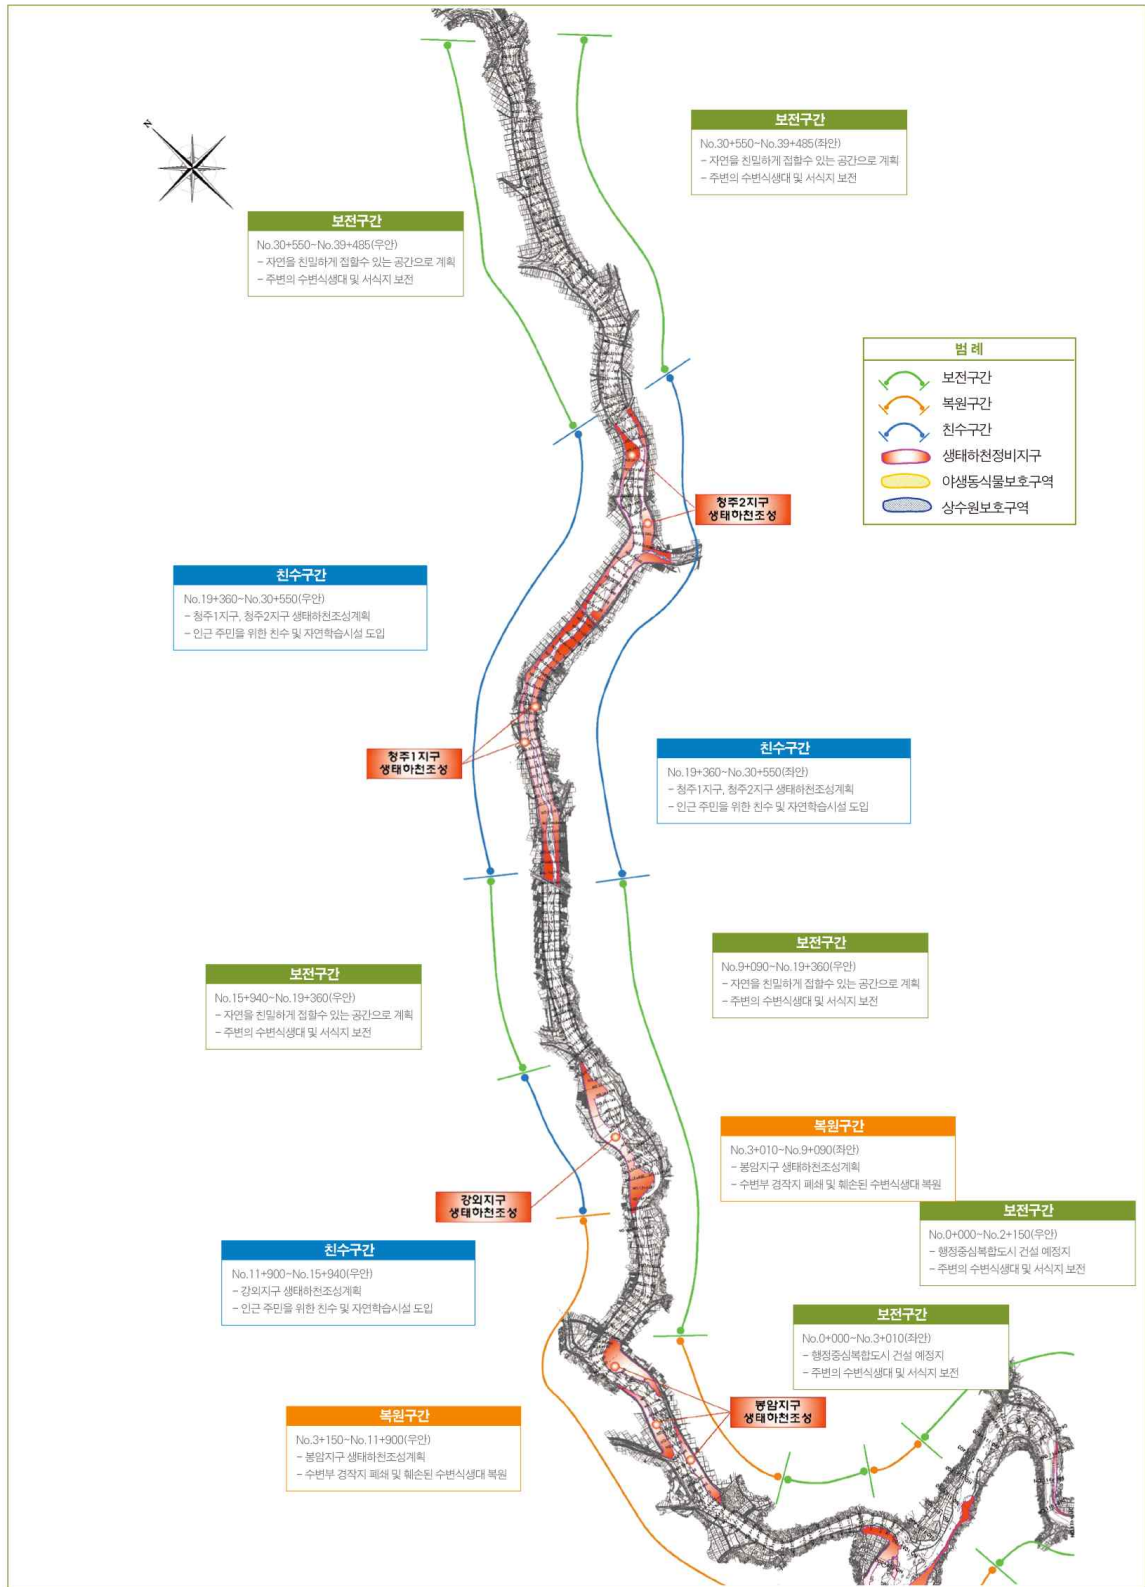 N
보전구간
No.30+550~No.39+485(좌안)
- 자연을 친밀하게 접할수 있는 공간으로 계획
- 주변의 수변식생대 및 서식지 보전
보전구간
No.30+550~No.39+485(우안)
- 자연을 친밀하게 접할수 있는 공간으로 계획
- 주변의 수변식생대 및 서식지 보전
범 례
보전구간
복원구간
친수구간
생태하천정비지구
야생동식물보호구역
상수원보호구역
청주2지구
생태하천조성
친수구간
No.19+360~No.30+550(우안)
- 청주1지구, 청주2지구 생태하천조성계획
- 인근 주민을 위한 친수 및 자연학습시설 도입
청주1지구
생태하천조성
친수구간
No.19+360~No.30+550(좌안)
- 청주1지구, 청주2지구 생태하천조성계획
- 인근 주민을 위한 친수 및 자연학습시설 도입
보전구간
No.9+090~No.19+360(우안)
- 자연을 친밀하게 접할수 있는 공간으로 계획
- 주변의 수변식생대 및 서식지 보전
보전구간
No.15+940~No.19+360(우안)
- 자연을 친밀하게 접할수 있는 공간으로 계획
- 주변의 수변식생대 및 서식지 보전
복원구간
No.3+010~No.9+090(좌안)
- 봉암지구 생태하천조성계획
- 수변부 경작지 폐쇄 및 훼손된 수변식생대 복원
강외지구
생태하천조성
보전구간
No.0+000~No.2+150(우안)
- 행정중심복합도시 건설 예정지
- 주변의 수변식생대 및 서식지 보전
친수구간
No.11+900~No.15+940(우안)
- 강외지구 생태하천조성계획
- 인근 주민을 위한 친수 및 자연학습시설 도입
보전구간
No.0+000~No.3+010(좌안)
- 행정중심복합도시 건설 예정지
- 주변의 수변식생대 및 서식지 보전
봉암지구
생태하천조성
복원구간
No.3+150~No.11+900(우안)
- 봉암지구 생태하천조성계획
- 수변부 경작지 폐쇄 및 훼손된 수변식생대 복원